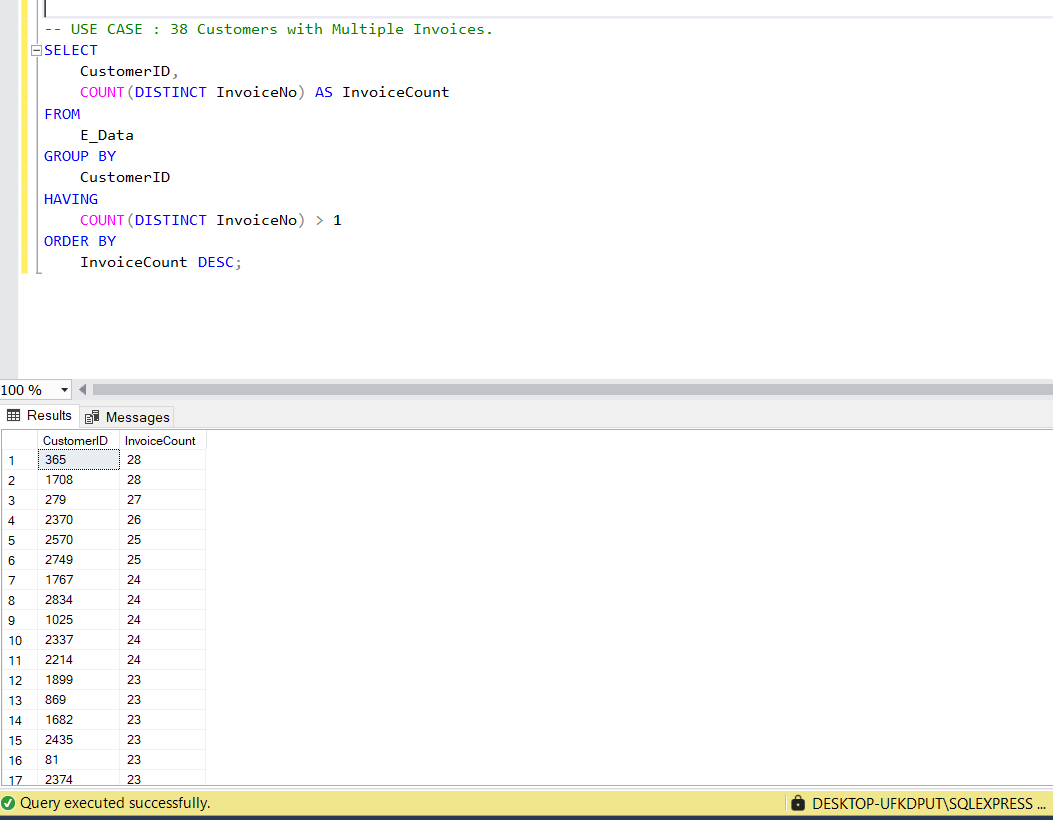 -- USE CASE : 38 Customers with Multiple Invoices.
SELECT
CustomerID,
COUNT(DISTINCT InvoiceNo) AS InvoiceCount
FROM
E_Data
GROUP BY
CustomerID
HAVING
COUNT(DISTINCT InvoiceNo) > 1
ORDER BY
InvoiceCount DESC;
100 %
Results Messages
CustomerID InvoiceCount
1 365 28
2 1708 28
3 279 27
4 2370 26
5 2570 25
6 2749 25
7 1767 24
8 2834 24
9 1025 24
10 2337 24
11 2214 24
12 1899 23
13 869 23
14 1682 23
15 2435 23
16 81 23
17 2374 23
Query executed successfully. DESKTOP-UFKDPUT\SQLEXPRESS ...